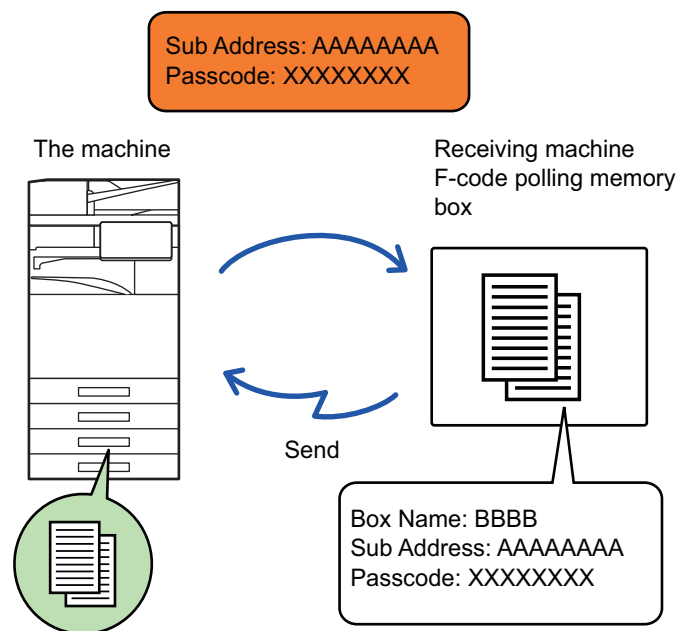 Sub Address: AAAAAAAA
Passcode: XXXXXXXX
The machine
Receiving machine
F-code polling memory
box
Send
Box Name: BBBB
Sub Address: AAAAAAAA
Passcode: XXXXXXXX